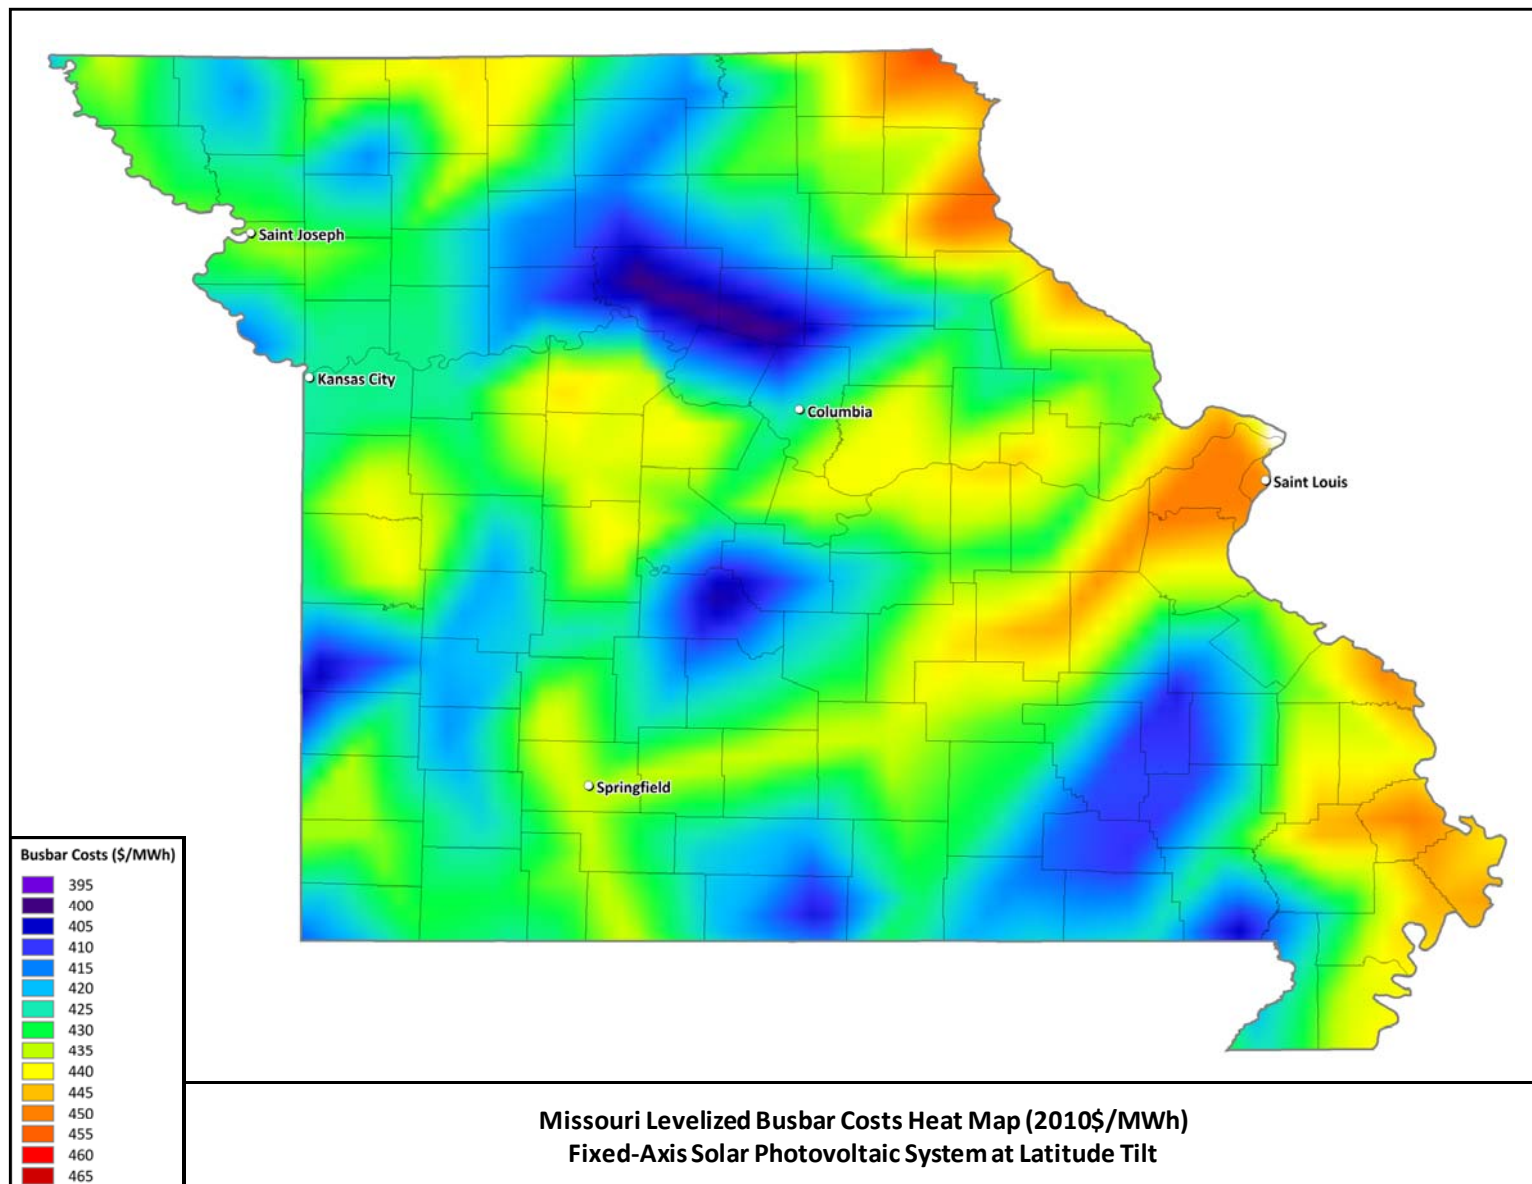 Saint Joseph
Kansas City
Columbia
Saint Louis
Springfield
Busbar Costs ($/MWh)
395
400
405
410
415
420
425
430
435
440
445
450
455
460
465
Missouri Levelized Busbar Costs Heat Map (2010$/MWh)
Fixed-Axis Solar Photovoltaic System at Latitude Tilt